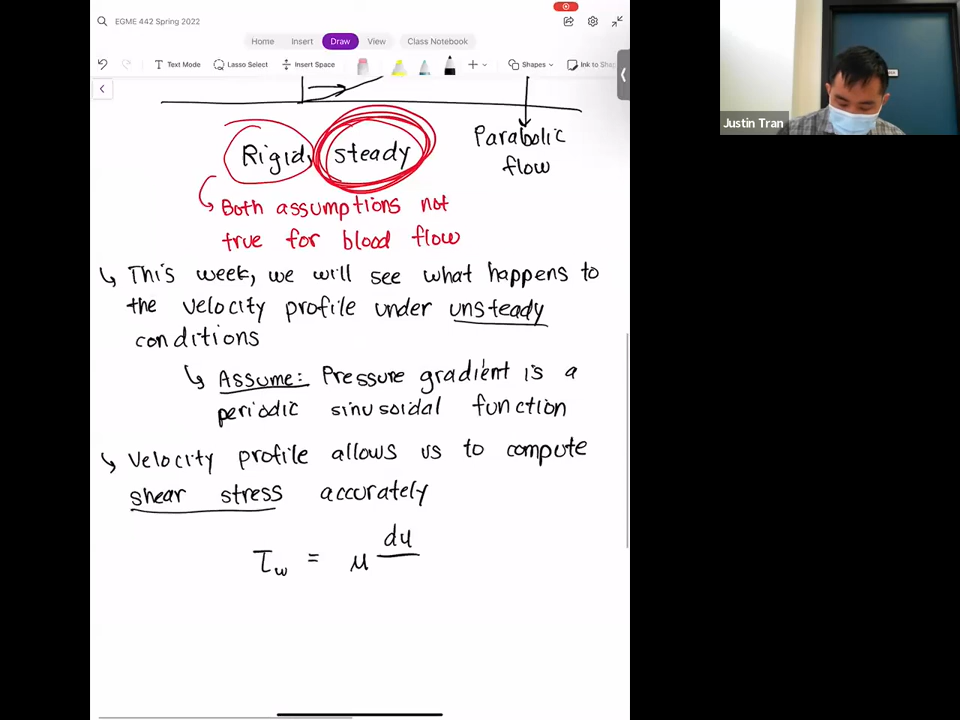 EGME 442 Spring 2022
Home Insert Draw View Class Notebook
Text Mode Lasso Select Insert Space Shapes Ink to Shap
Justin Tran
Rigid, steady
Parabolic
flow
Both assumptions not
true for blood flow
This week, we will see what happens to
the velocity profile under unsteady
conditions
Assume: Pressure gradient is a
periodic sinusoidal function
Velocity profile allows us to compute
shear stress accurately
τw = μ du